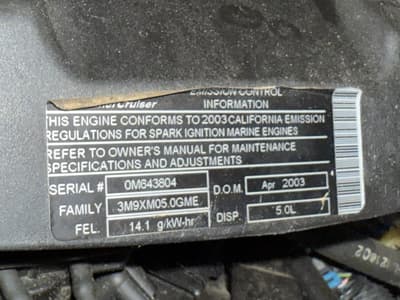 EMISSION CONTROL
MerCruiser INFORMATION
THIS ENGINE CONFORMS TO 2003 CALIFORNIA EMISSION
REGULATIONS FOR SPARK IGNITION MARINE ENGINES
REFER TO OWNER'S MANUAL FOR MAINTENANCE
SPECIFICATIONS AND ADJUSTMENTS
SERIAL # 0M643804 D.O.M. Apr 2003
FAMILY 3M9XM05.0GME DISP. 5.0L
FEL. 14.1 g/kW-hr